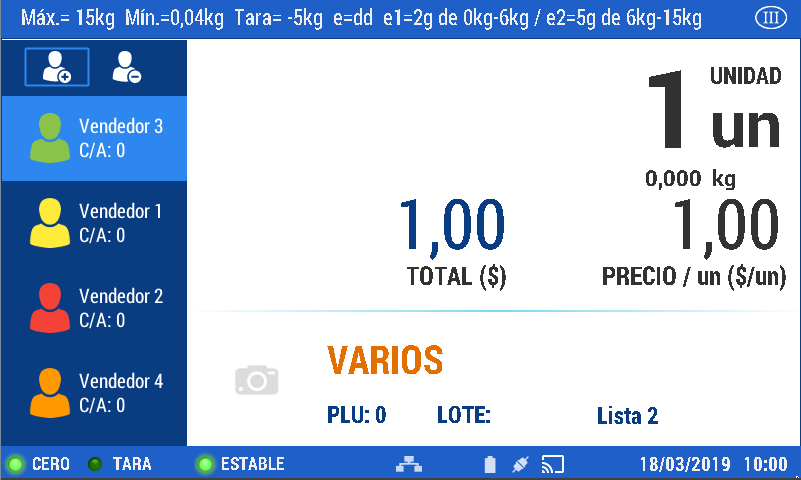 Máx.= 15kg Mín.=0,04kg Tara= -5kg e=dd e1=2g de 0kg-6kg / e2=5g de 6kg-15kg III
Vendedor 3
C/A: 0
Vendedor 1
C/A: 0
Vendedor 2
C/A: 0
Vendedor 4
C/A: 0
UNIDAD
1 un
0,000 kg
1,00 1,00
TOTAL ($) PRECIO / un ($/un)
VARIOS
PLU: 0 LOTE: Lista 2
CERO TARA ESTABLE 18/03/2019 10:00